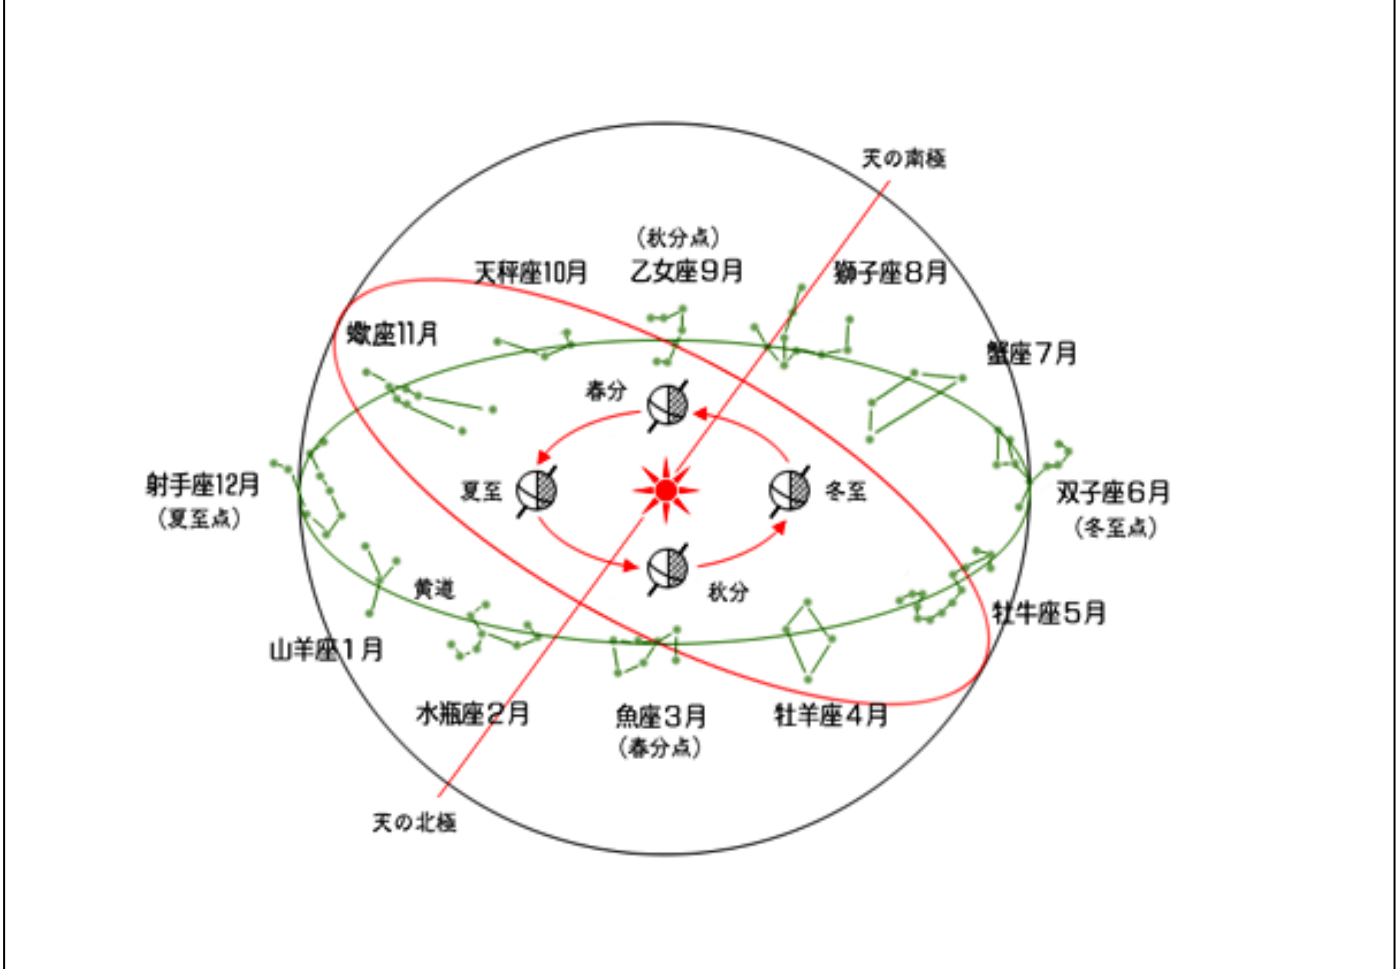 天の南極
(秋分点)
天秤座10月
乙女座9月
獅子座8月
蠍座11月
蟹座7月
春分
射手座12月
(夏至点)
夏至
冬至
双子座6月
(冬至点)
黄道
秋分
牡牛座5月
山羊座1月
水瓶座2月
魚座3月
(春分点)
牡羊座4月
天の北極